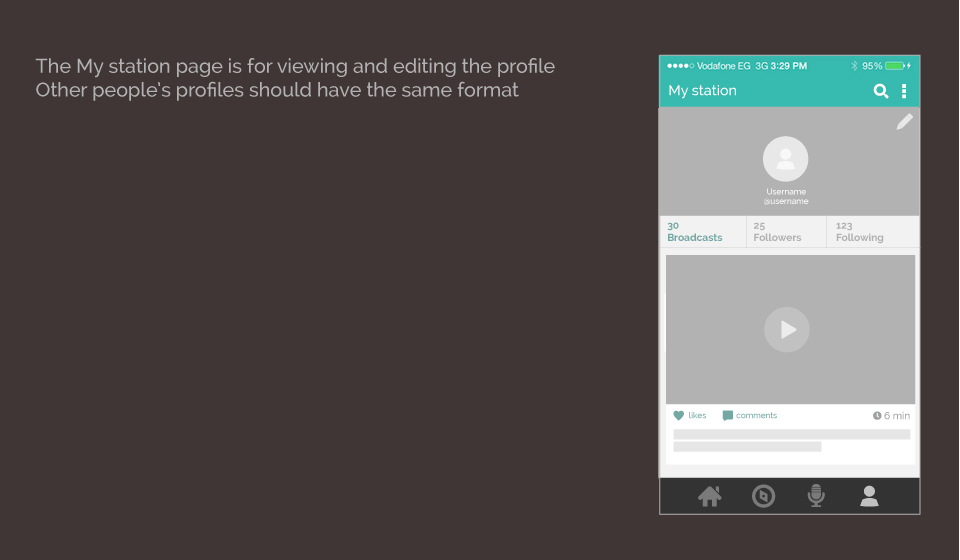 The My station page is for viewing and editing the profile
Other people's profiles should have the same format
Vodafone EG 3G 3:29 PM 95%
My station
Username
@username
30 25 123
Broadcasts Followers Following
likes comments 6 min